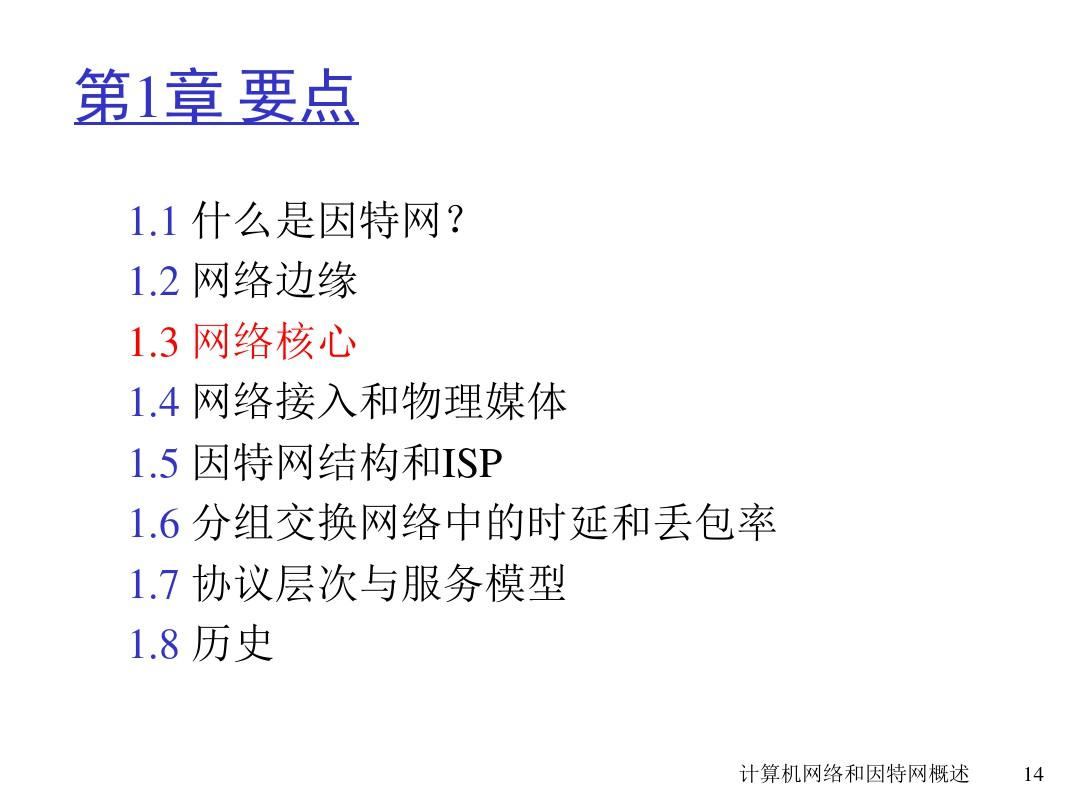 第1章 要点
1.1 什么是因特网？
1.2 网络边缘
1.3 网络核心
1.4 网络接入和物理媒体
1.5 因特网结构和ISP
1.6 分组交换网络中的时延和丢包率
1.7 协议层次与服务模型
1.8 历史
计算机网络和因特网概述 14